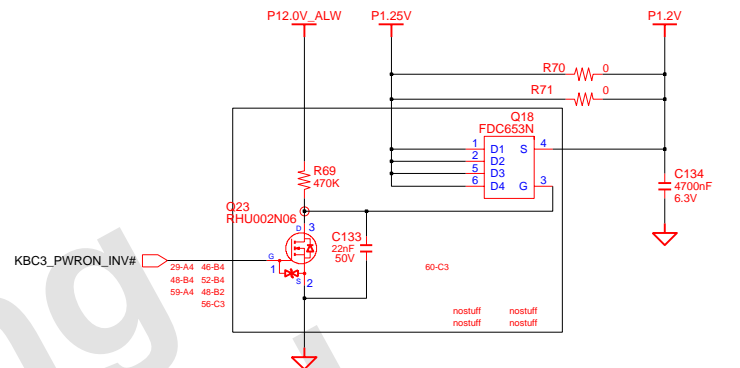 P12.0V_ALW P1.25V P1.2V
R70 0
R71 0
Q18
FDC653N
1 D1 S 4
2 D2
5 D3
6 D4 G 3
R69
470K
C134
4700nF
6.3V
Q23
RHU002N06
D 3
C133
22nF
50V
KBC3_PWRON_INV#
G
1
S 2
29-A4 46-B4
48-B4 52-B4
59-A4 48-B2
56-C3
60-C3
nostuff nostuff
nostuff nostuff
ng